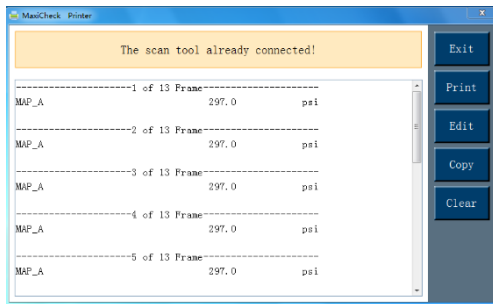 MaxiCheck Printer
x
The scan tool already connected!
Exit
Print
Edit
Copy
Clear
---------------------1 of 13 Frame---------------------
MAP_A 297.0 psi
---------------------2 of 13 Frame---------------------
MAP_A 297.0 psi
---------------------3 of 13 Frame---------------------
MAP_A 297.0 psi
---------------------4 of 13 Frame---------------------
MAP_A 297.0 psi
---------------------5 of 13 Frame---------------------
MAP_A 297.0 psi